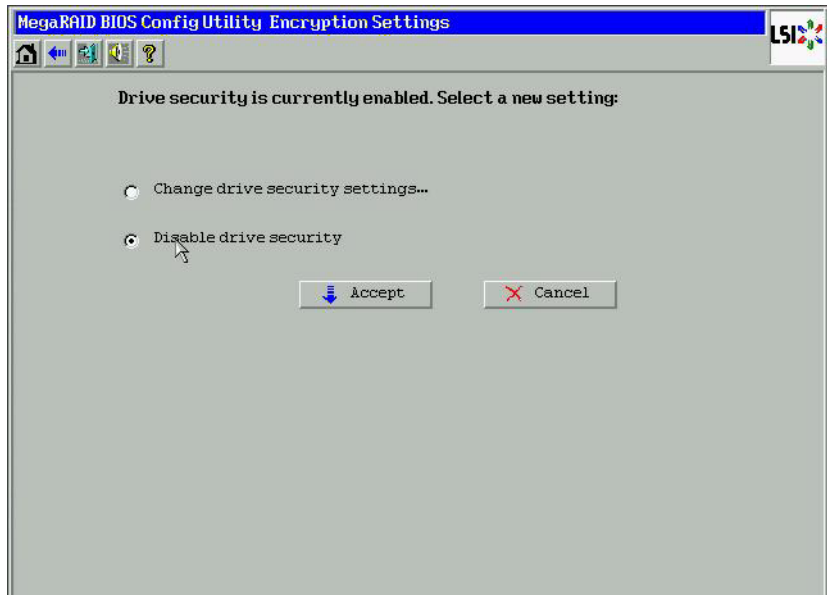 MegaRAID BIOS Config Utility Encryption Settings
LSI
?
Drive security is currently enabled. Select a new setting:
Change drive security settings...
Disable drive security
Accept
Cancel